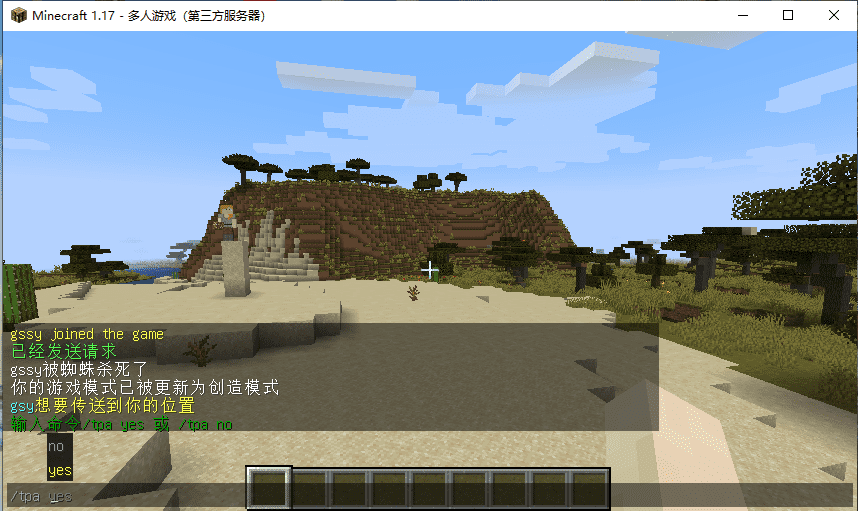 Minecraft 1.17 - 多人游戏（第三方服务器）
gssy joined the game
已经发送请求
gssy被蜘蛛杀死了
你的游戏模式已被更新为创造模式
gsy想要传送到你的位置
输入命令/tpa yes 或 /tpa no
no
yes
/tpa yes